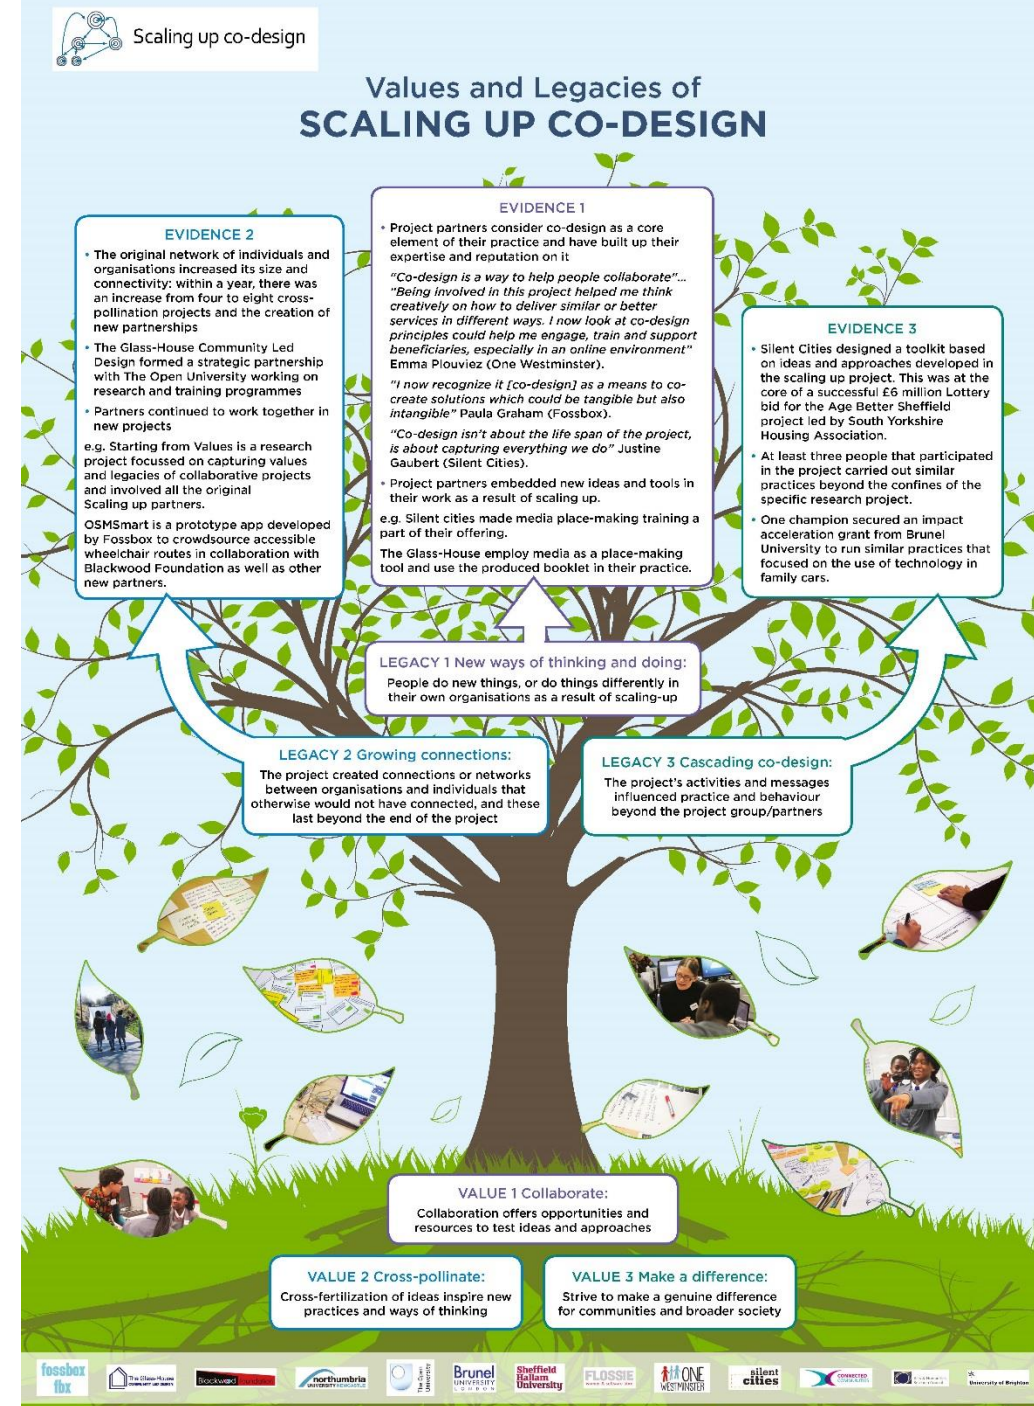 Scaling up co-design
Values and Legacies of
SCALING UP CO-DESIGN
EVIDENCE 1
• Project partners consider co-design as a core
element of their practice and have built up their
expertise and reputation on it
"Co-design is a way to help people collaborate"...
"Being involved in this project helped me think
creatively on how to deliver similar or better
services in different ways. I now look at co-design
principles could help me engage, train and support
beneficiaries, especially in an online environment"
Emma Plouviez (One Westminster).
"I now recognize it [co-design] as a means to co-
create solutions which could be tangible but also
intangible" Paula Graham (Fossbox).
"Co-design isn't about the life span of the project,
is about capturing everything we do" Justine
Gaubert (Silent Cities).
• Project partners embedded new ideas and tools in
their work as a result of scaling up.
e.g. Silent cities made media place-making training a
part of their offering.
The Glass-House employ media as a place-making
tool and use the produced booklet in their practice.
EVIDENCE 2
• The original network of individuals and
organisations increased its size and
connectivity: within a year, there was
an increase from four to eight cross-
pollination projects and the creation of
new partnerships
• The Glass-House Community Led
Design formed a strategic partnership
with The Open University working on
research and training programmes
• Partners continued to work together in
new projects
e.g. Starting from Values is a research
project focussed on capturing values
and legacies of collaborative projects
and involved all the original
Scaling up partners.
OSMSmart is a prototype app developed
by Fossbox to crowdsource accessible
wheelchair routes in collaboration with
Blackwood Foundation as well as other
new partners.
EVIDENCE 3
• Silent Cities designed a toolkit based
on ideas and approaches developed in
the scaling up project. This was at the
core of a successful £6 million Lottery
bid for the Age Better Sheffield
project led by South Yorkshire
Housing Association.
• At least three people that participated
in the project carried out similar
practices beyond the confines of the
specific research project.
• One champion secured an impact
acceleration grant from Brunel
University to run similar practices that
focused on the use of technology in
family cars.
LEGACY 1 New ways of thinking and doing:
People do new things, or do things differently in
their own organisations as a result of scaling-up
LEGACY 2 Growing connections:
The project created connections or networks
between organisations and individuals that
otherwise would not have connected, and these
last beyond the end of the project
LEGACY 3 Cascading co-design:
The project's activities and messages
influenced practice and behaviour
beyond the project group/partners
VALUE 1 Collaborate:
Collaboration offers opportunities and
resources to test ideas and approaches
VALUE 2 Cross-pollinate:
Cross-fertilization of ideas inspire new
practices and ways of thinking
VALUE 3 Make a difference:
Strive to make a genuine difference
for communities and broader society
fossbox
fbx
The Glass-House
COMMUNITY LED DESIGN
Blackwood Foundation
northumbria
UNIVERSITY NEWCASTLE
The Open
University
Brunel
UNIVERSITY
LONDON
Sheffield
Hallam
University
FLOSSIE
ONE
WESTMINSTER
silent
cities
CONNECTED
COMMUNITIES
University of Brighton